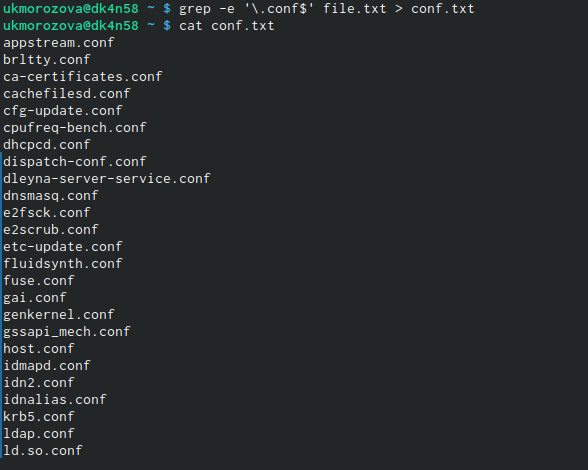 ukmorozova@dk4n58 ~ $ grep -e '\.conf$' file.txt > conf.txt
ukmorozova@dk4n58 ~ $ cat conf.txt
appstream.conf
brltty.conf
ca-certificates.conf
cachefilesd.conf
cfg-update.conf
cpufreq-bench.conf
dhcpcd.conf
dispatch-conf.conf
dleyna-server-service.conf
dnsmasq.conf
e2fsck.conf
e2scrub.conf
etc-update.conf
fluidsynth.conf
fuse.conf
gai.conf
genkernel.conf
gssapi_mech.conf
host.conf
idmapd.conf
idn2.conf
idnalias.conf
krb5.conf
ldap.conf
ld.so.conf